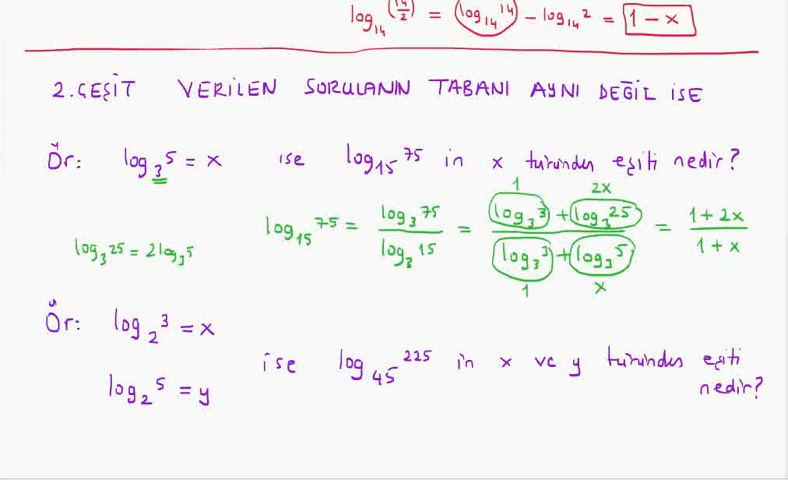 log₁₄(14/2) = log₁₄14 − log₁₄2 = 1 − x
2. ÇEŞİT VERİLEN SORULANIN TABANI AYNI DEĞİL İSE
Ör: log₃5 = x ise log₁₅75 in x türünden eşiti nedir?
log₁₅75 = log₃75 / log₃15 = (log₃3 + log₃25) / (log₃3 + log₃5) = (1 + 2x) / (1 + x)
1 2x
1 x
log₃25 = 2log₃5
Ör: log₂3 = x
log₂5 = y
ise log₄₅225 in x ve y türünden eşiti
nedir?